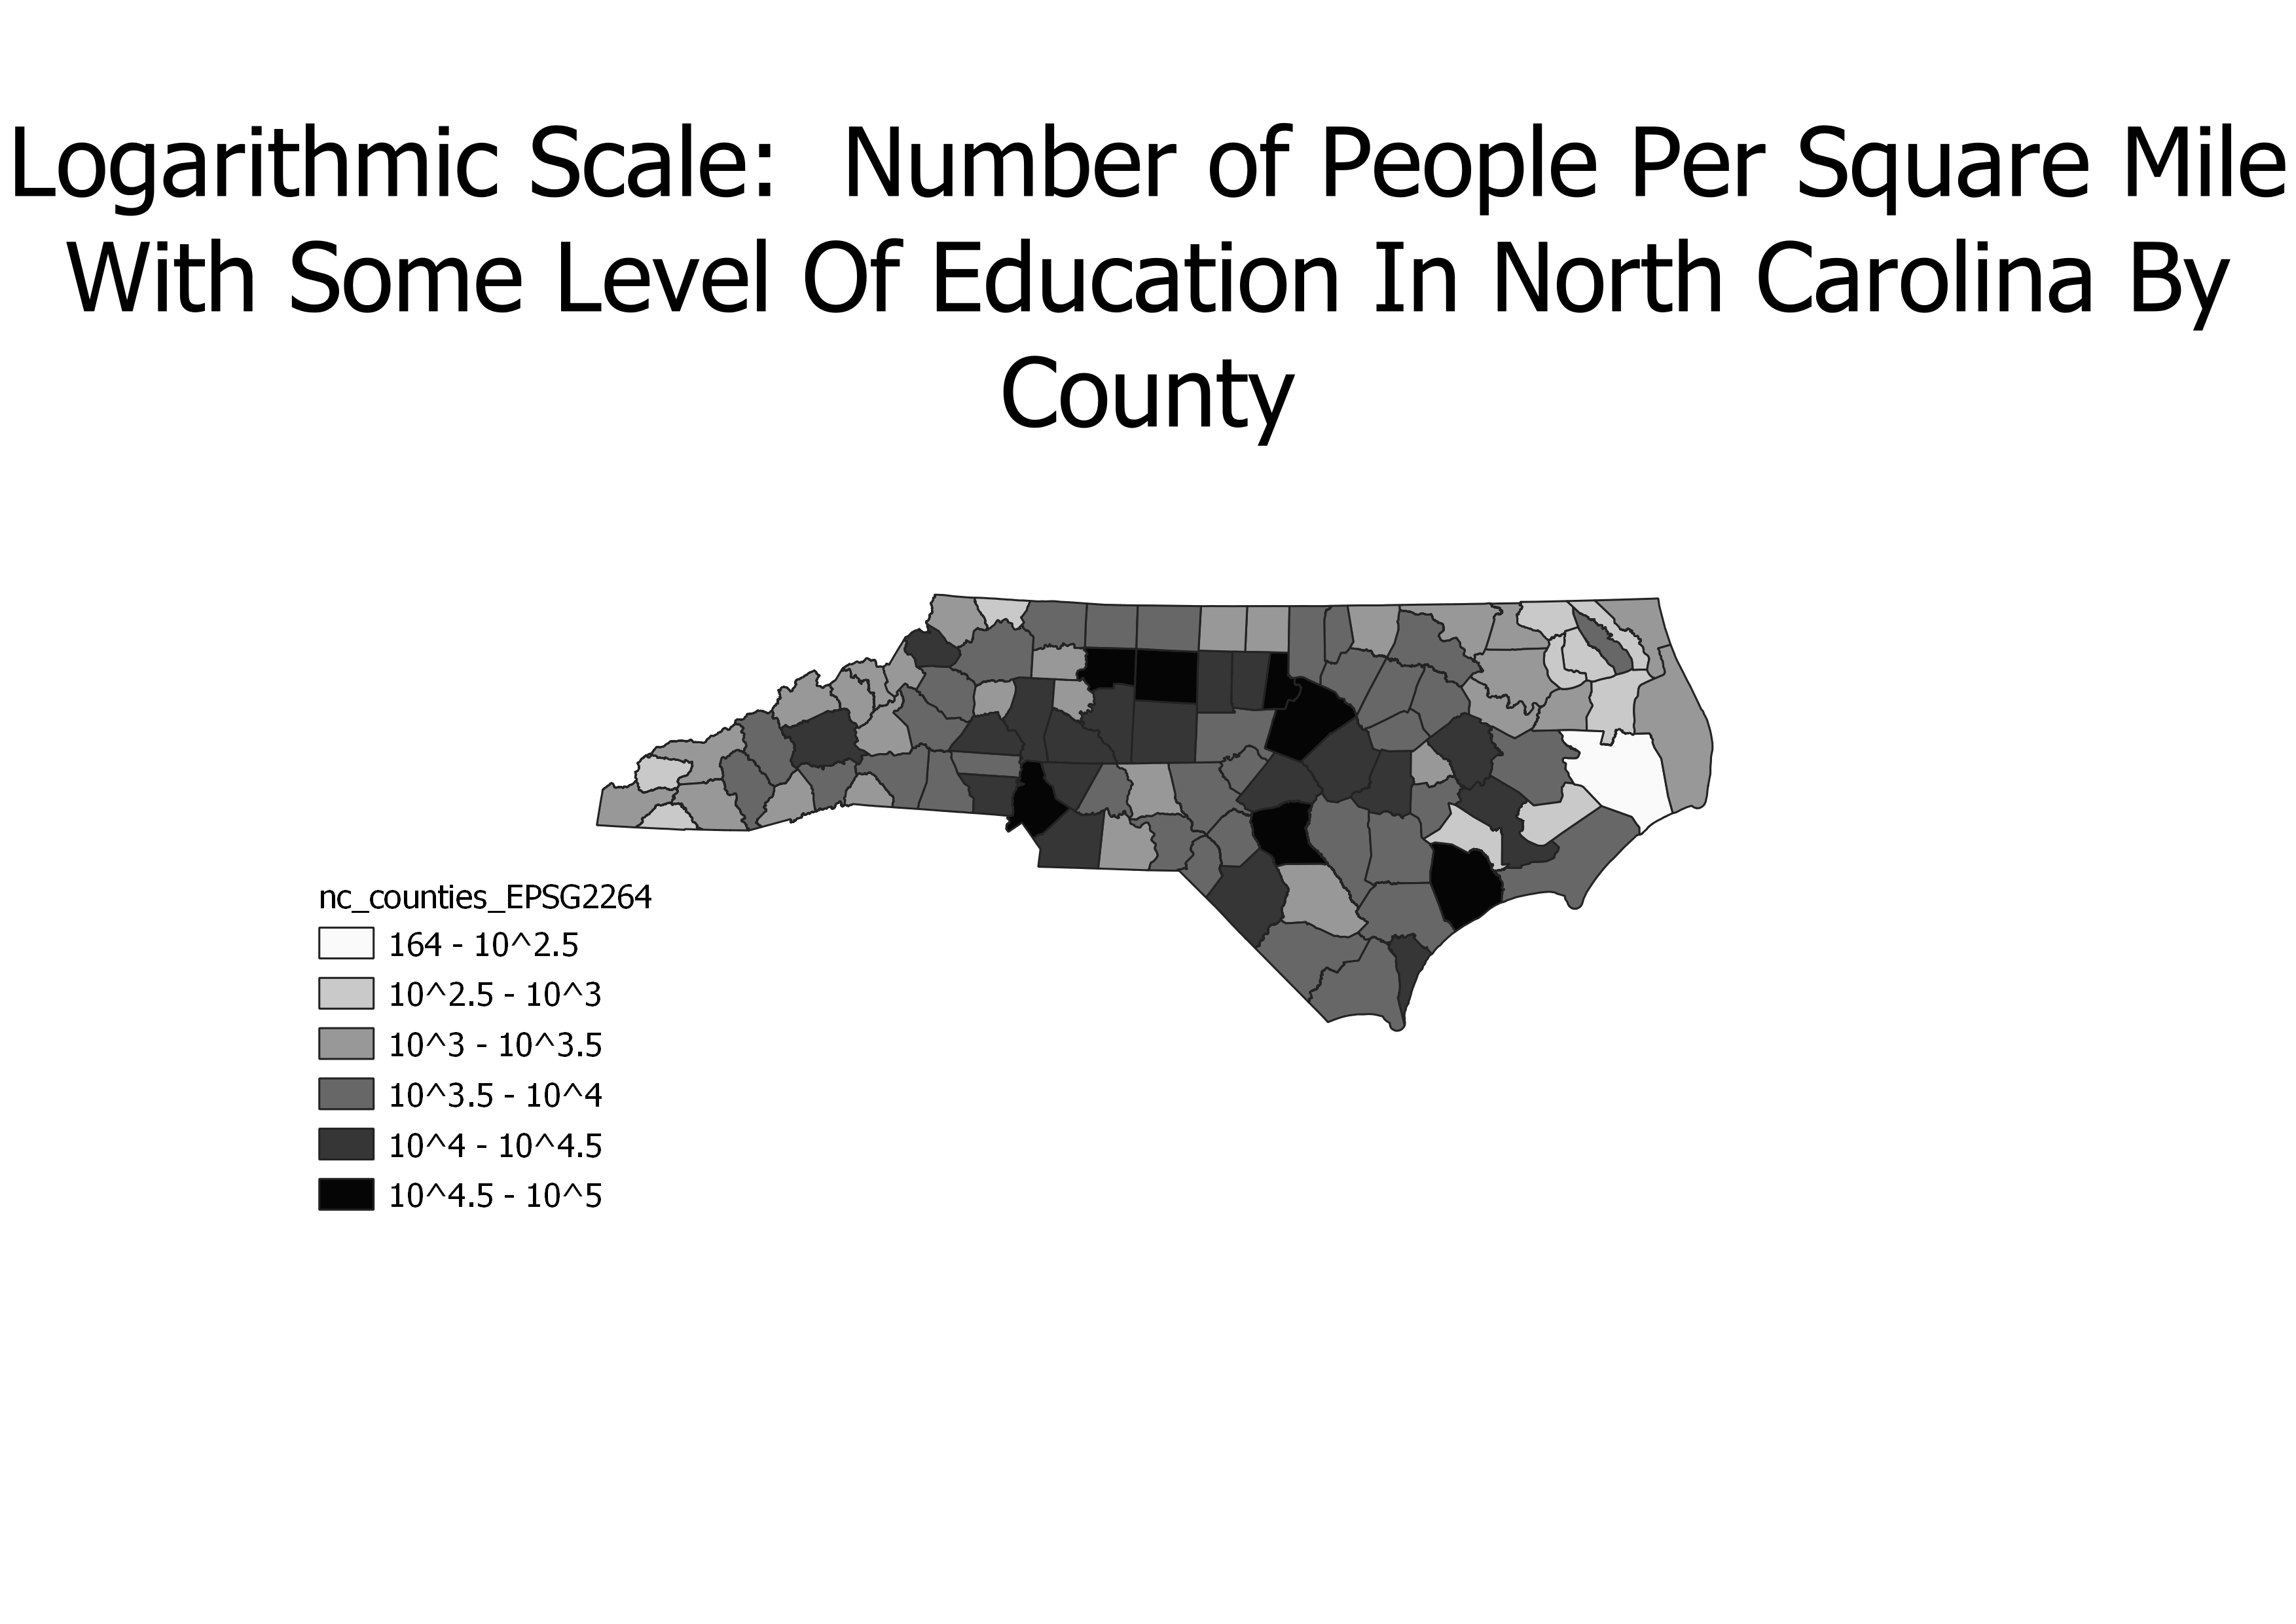 Logarithmic Scale:  Number of People Per Square Mile
With Some Level Of Education In North Carolina By
County
nc_counties_EPSG2264
164 - 10^2.5
10^2.5 - 10^3
10^3 - 10^3.5
10^3.5 - 10^4
10^4 - 10^4.5
10^4.5 - 10^5